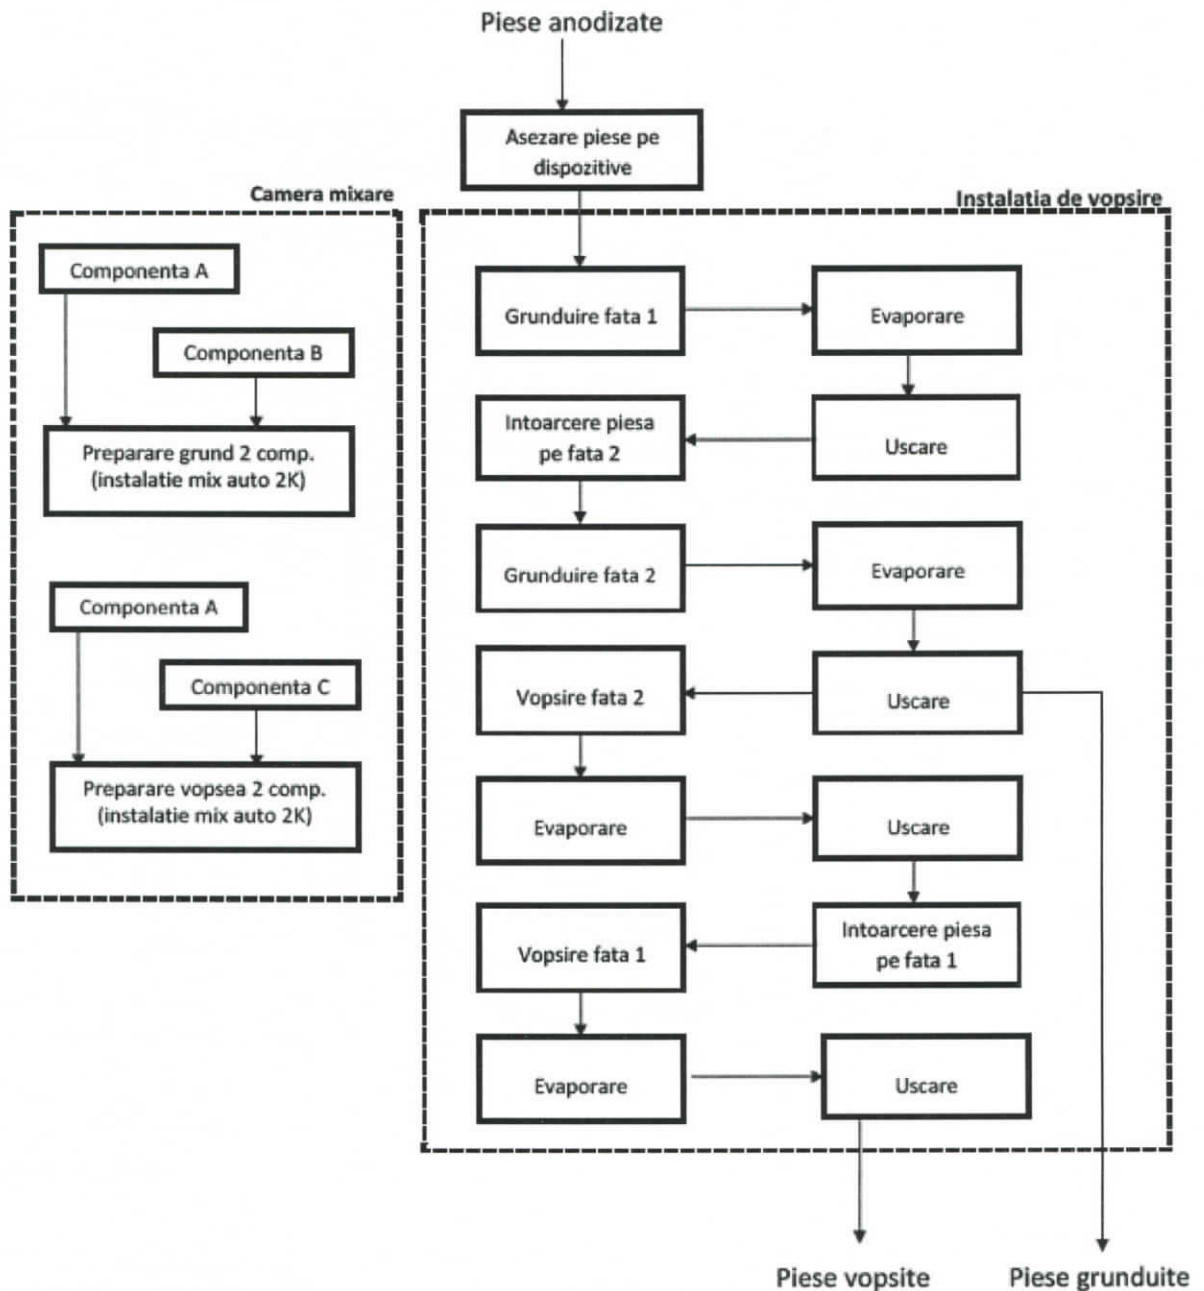 Piese anodizate
Asezare piese pe
dispozitive
Camera mixare
Componenta A
Componenta B
Preparare grund 2 comp.
(instalatie mix auto 2K)
Componenta A
Componenta C
Preparare vopsea 2 comp.
(instalatie mix auto 2K)
Instalatia de vopsire
Grunduire fata 1
Evaporare
Intoarcere piesa
pe fata 2
Uscare
Grunduire fata 2
Evaporare
Vopsire fata 2
Uscare
Evaporare
Uscare
Vopsire fata 1
Intoarcere piesa
pe fata 1
Evaporare
Uscare
Piese vopsite
Piese grunduite